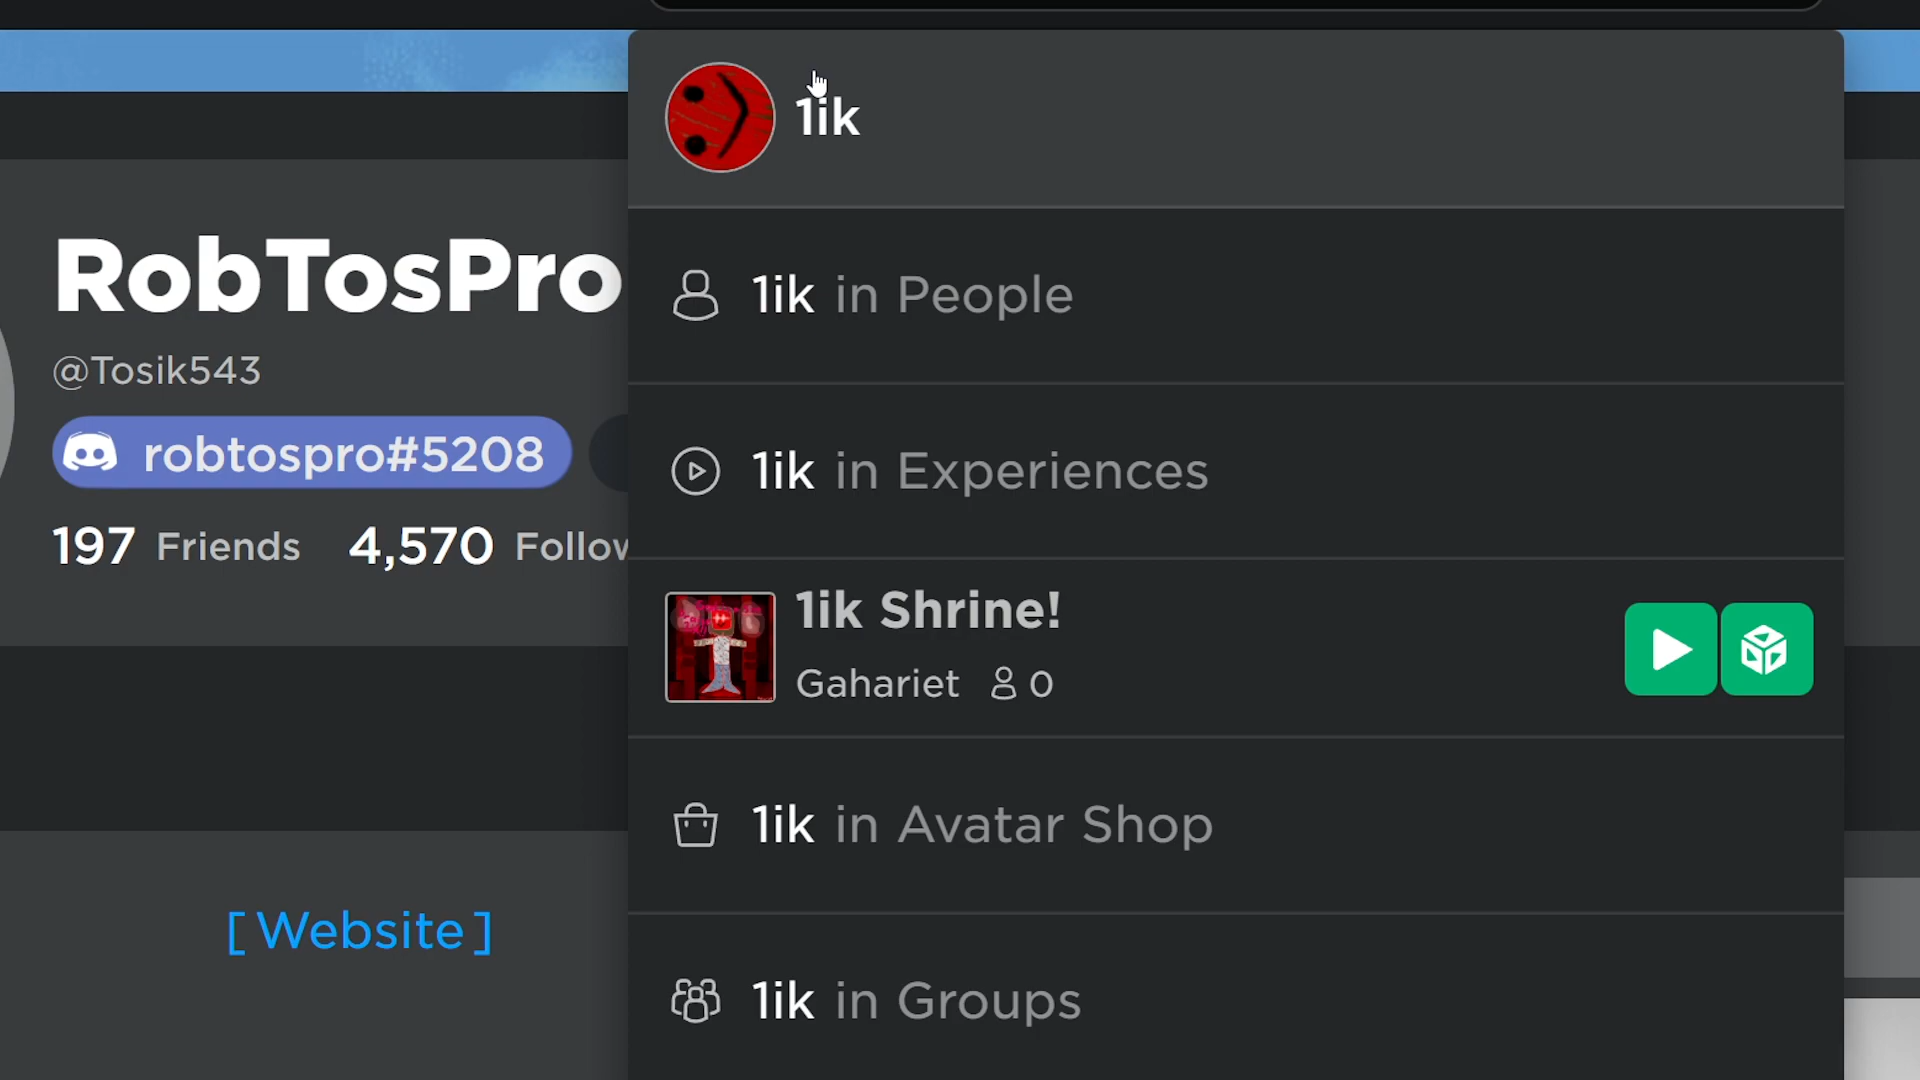 1ik
1ik in People
1ik in Experiences
1ik Shrine!
Gahariet 0
1ik in Avatar Shop
1ik in Groups
RobTosPro
@Tosik543
robtospro#5208
197 Friends 4,570 Follow
[ Website ]